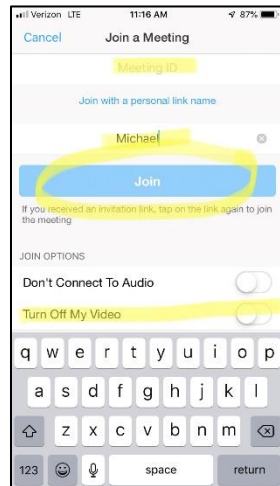 Verizon LTE 11:16 AM 87%
Cancel Join a Meeting
Meeting ID
Join with a personal link name
Michael
Join
If you received an invitation link, tap on the link again to join
the meeting
JOIN OPTIONS
Don't Connect To Audio
Turn Off My Video
q w e r t y u i o p
a s d f g h j k l
z x c v b n m
123 space return